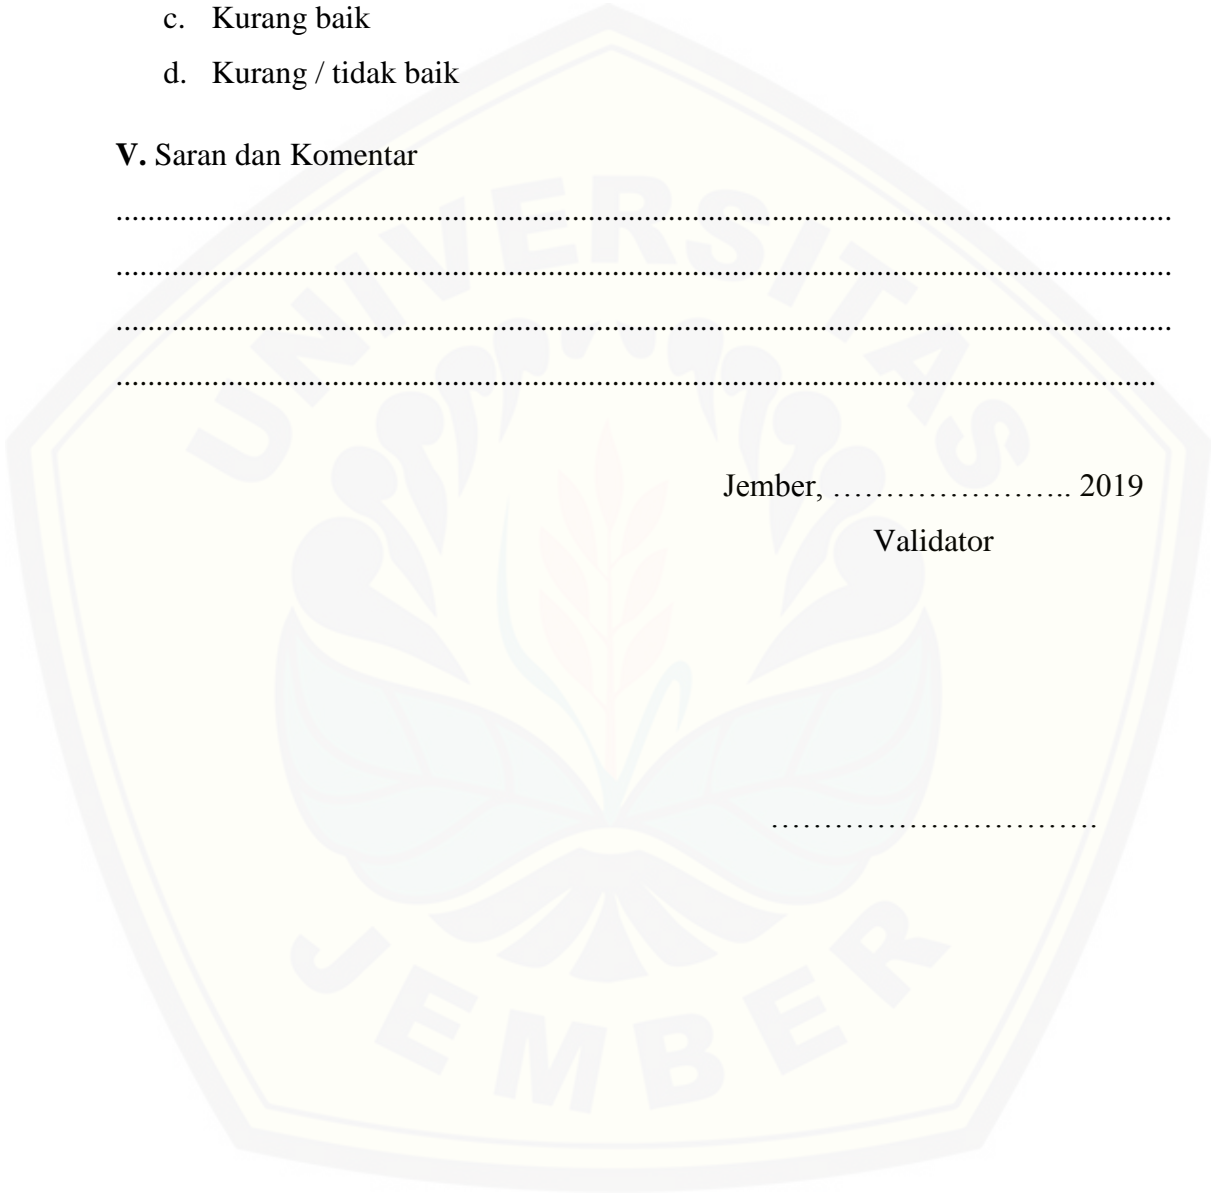 c. Kurang baik
d. Kurang / tidak baik
V. Saran dan Komentar
....................................................................................................................................
....................................................................................................................................
....................................................................................................................................
..................................................................................................................................
Jember, ………………….. 2019
Validator
………………………….
UNIVERSITAS
JEMBER